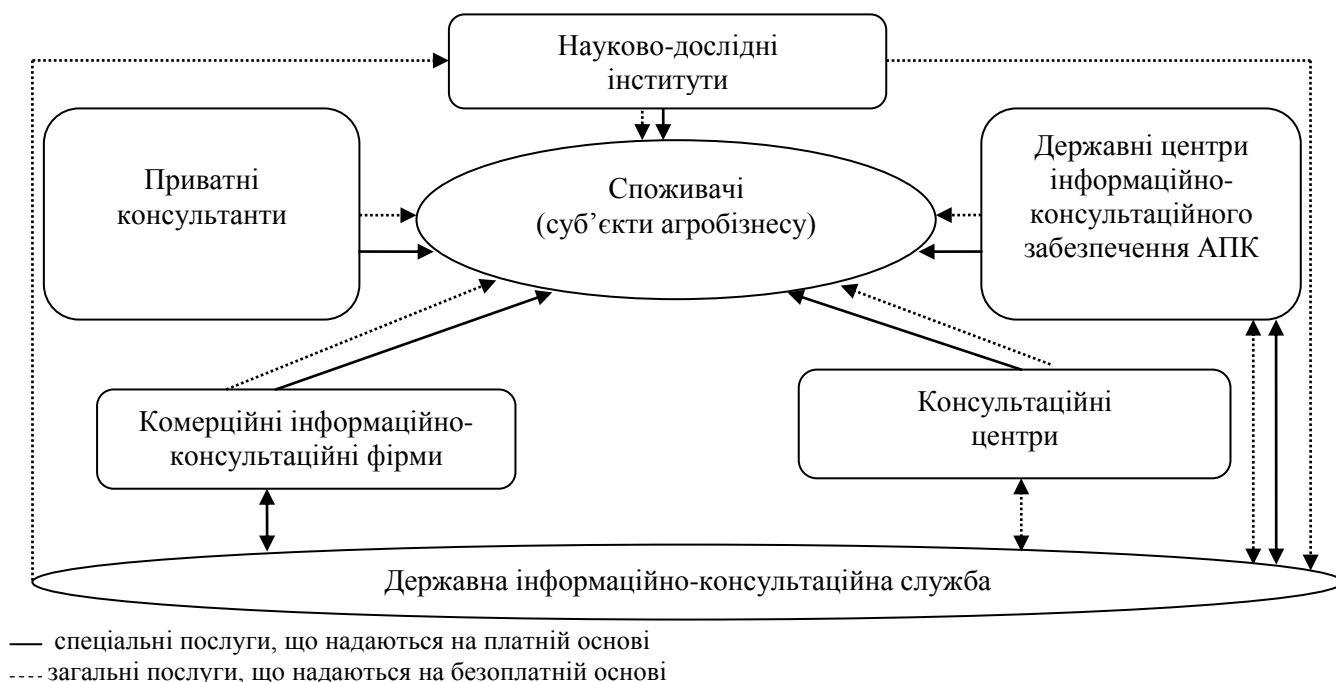 Науково-дослідні
інститути
Приватні
консультанти
Споживачі
(суб’єкти агробізнесу)
Державні центри
інформаційно-
консультаційного
забезпечення АПК
Комерційні інформаційно-
консультаційні фірми
Консультаційні
центри
Державна інформаційно-консультаційна служба
спеціальні послуги, що надаються на платній основі
загальні послуги, що надаються на безоплатній основі